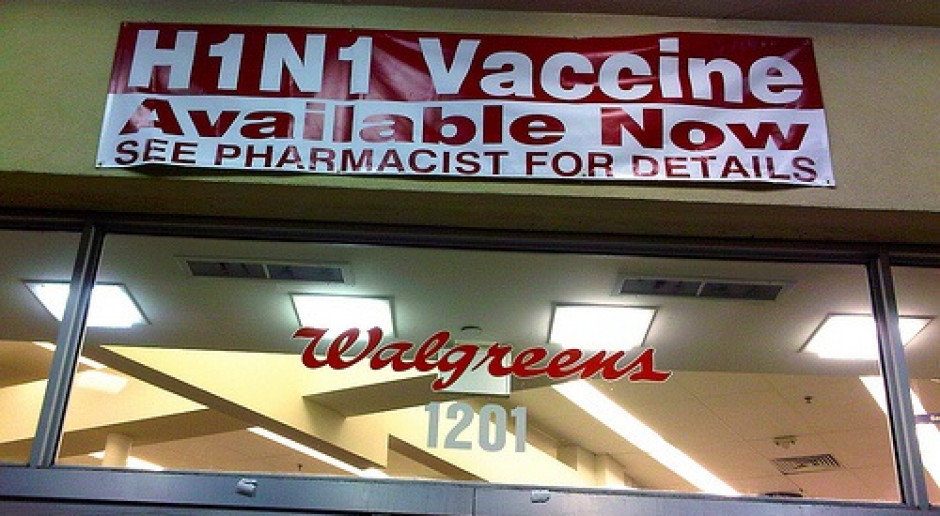 H1N1 Vaccine
Available Now
SEE PHARMACIST FOR DETAILS
Walgreens
1201